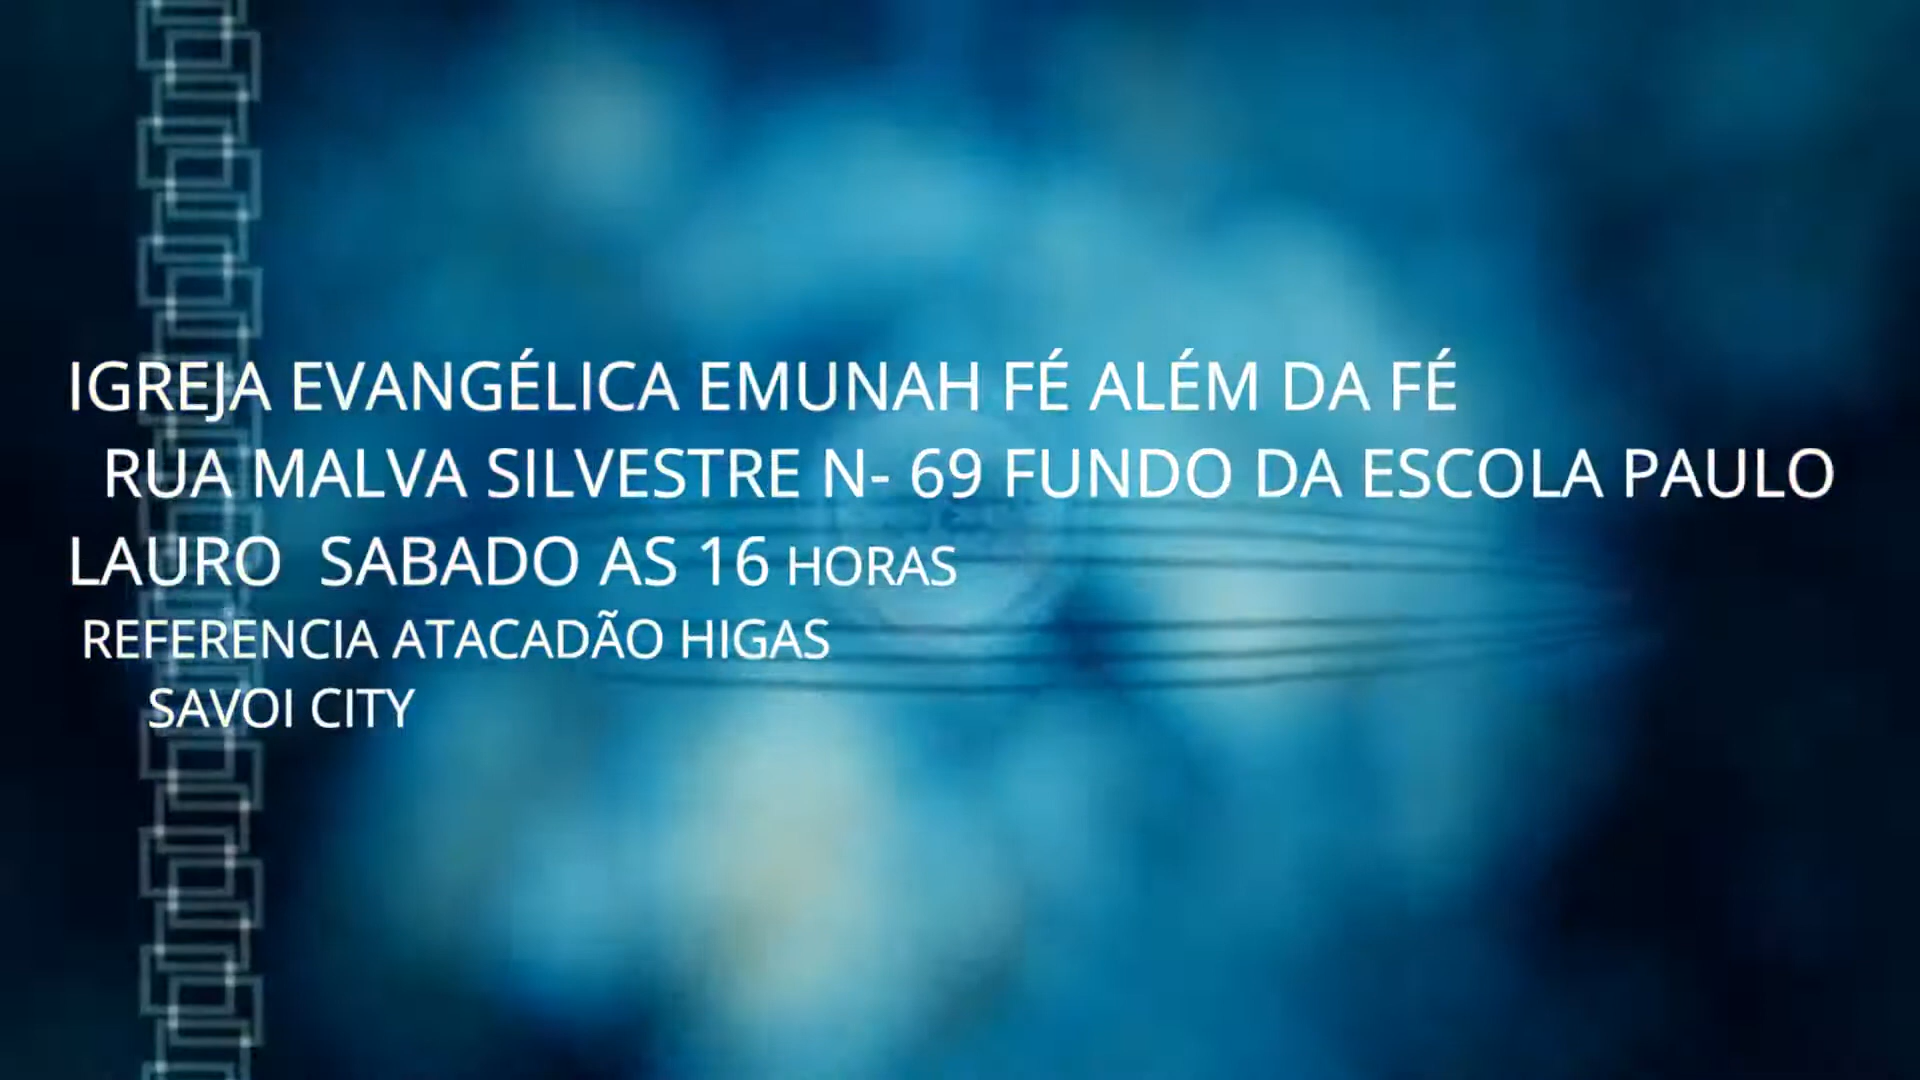 IGREJA EVANGÉLICA EMUNAH FÉ ALÉM DA FÉ
RUA MALVA SILVESTRE N- 69 FUNDO DA ESCOLA PAULO
LAURO SABADO AS 16 HORAS
REFERENCIA ATACADÃO HIGAS
SAVOI CITY